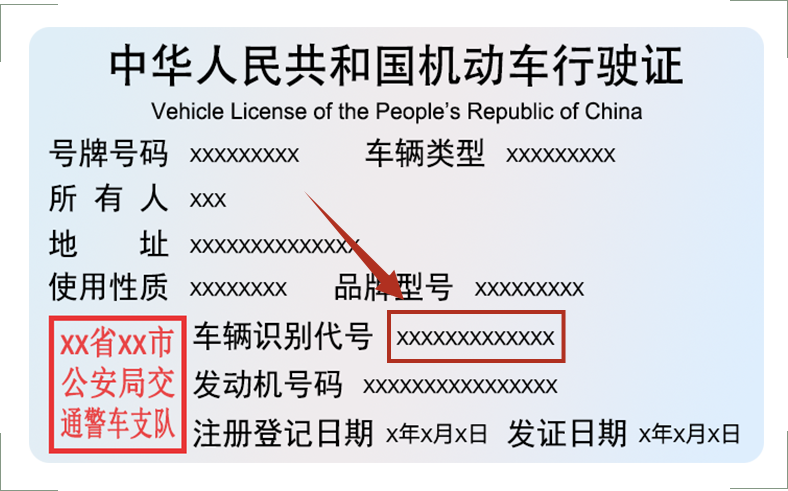 中华人民共和国机动车行驶证
Vehicle License of the People's Republic of China
号牌号码 xxxxxxxxx 车辆类型 xxxxxxxxx
所有人 xxx
地址 xxxxxxxxxxxxxx
使用性质 xxxxxxxx 品牌型号 xxxxxxxxx
车辆识别代号 xxxxxxxxxxxxx
发动机号码 xxxxxxxxxxxxxxxx
注册登记日期 x年x月x日 发证日期 x年x月x日
xx省xx市
公安局交
通警车支队